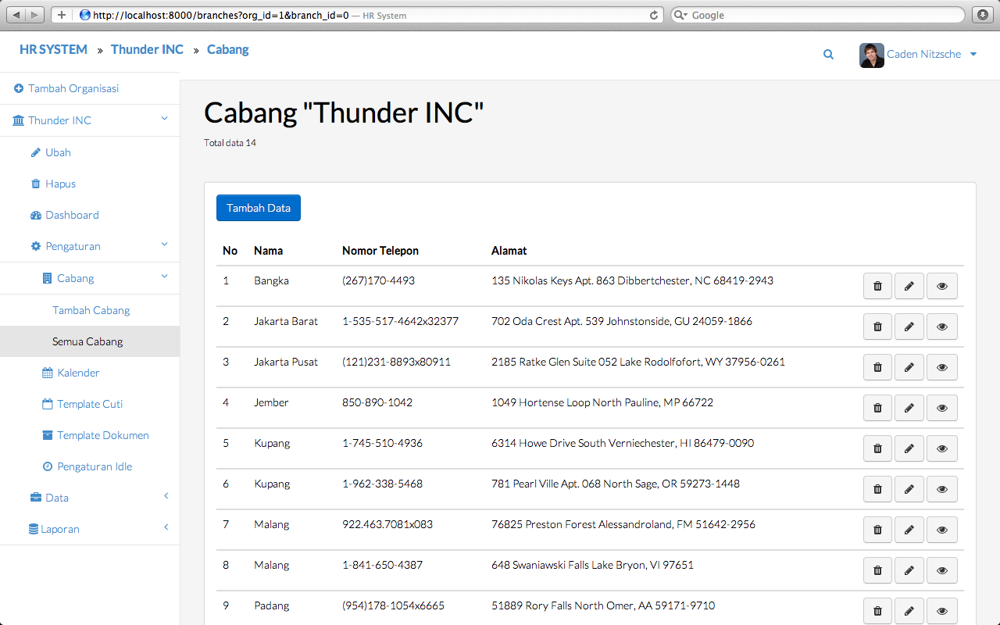 http://localhost:8000/branches?org_id=1&branch_id=0 — HR System
Google
HR SYSTEM » Thunder INC » Cabang
Caden Nitzsche
Tambah Organisasi
Thunder INC
Ubah
Hapus
Dashboard
Pengaturan
Cabang
Tambah Cabang
Semua Cabang
Kalender
Template Cuti
Template Dokumen
Pengaturan Idle
Data
Laporan
Cabang "Thunder INC"
Total data 14
Tambah Data
No Nama Nomor Telepon Alamat
1 Bangka (267)170-4493 135 Nikolas Keys Apt. 863 Dibbertchester, NC 68419-2943
2 Jakarta Barat 1-535-517-4642x32377 702 Oda Crest Apt. 539 Johnstonside, GU 24059-1866
3 Jakarta Pusat (121)231-8893x80911 2185 Ratke Glen Suite 052 Lake Rodolfofort, WY 37956-0261
4 Jember 850-890-1042 1049 Hortense Loop North Pauline, MP 66722
5 Kupang 1-745-510-4936 6314 Howe Drive South Verniechester, HI 86479-0090
6 Kupang 1-962-338-5468 781 Pearl Ville Apt. 068 North Sage, OR 59273-1448
7 Malang 922.463.7081x083 76825 Preston Forest Alessandroland, FM 51642-2956
8 Malang 1-841-650-4387 648 Swaniawski Falls Lake Bryon, VI 97651
9 Padang (954)178-1054x6665 51889 Rory Falls North Omer, AA 59171-9710